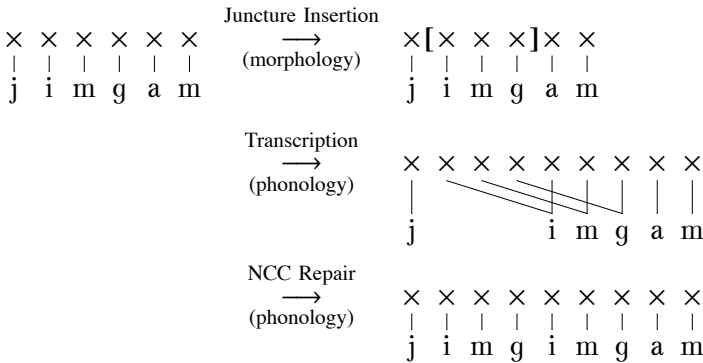 Juncture Insertion
× × × × × × ⟶ ×[× × ×]× ×
(morphology)
j i m g a m j i m g a m
Transcription
⟶ × × × × × × × × ×
(phonology)
j i m g a m
NCC Repair
⟶ × × × × × × × × ×
(phonology)
j i m g i m g a m